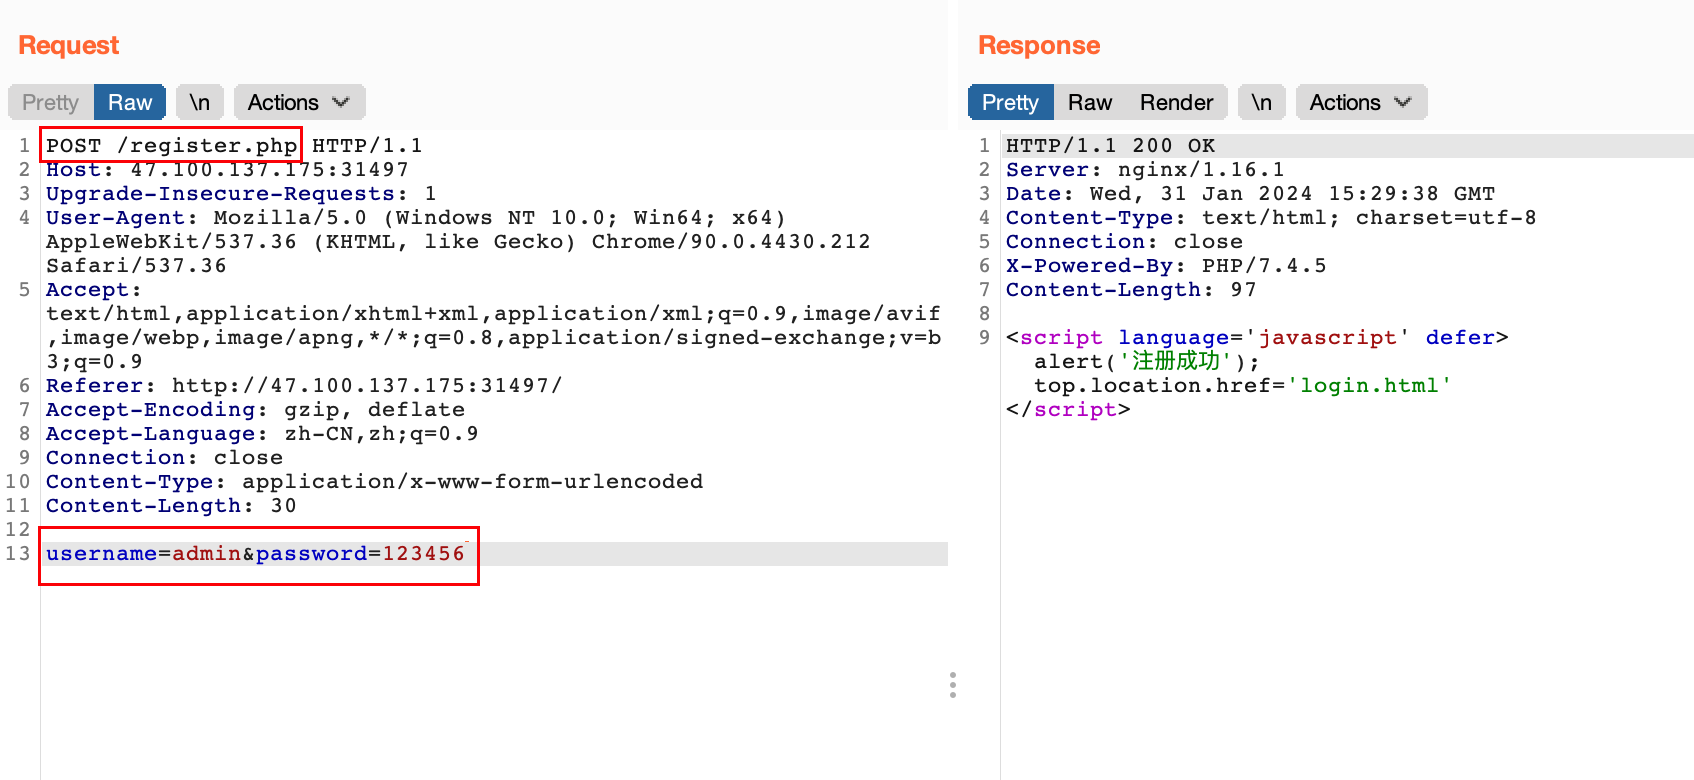 Request
Pretty Raw \n Actions
1 POST /register.php HTTP/1.1
2 Host: 47.100.137.175:31497
3 Upgrade-Insecure-Requests: 1
4 User-Agent: Mozilla/5.0 (Windows NT 10.0; Win64; x64)
AppleWebKit/537.36 (KHTML, like Gecko) Chrome/90.0.4430.212
Safari/537.36
5 Accept:
text/html,application/xhtml+xml,application/xml;q=0.9,image/avif
,image/webp,image/apng,*/*;q=0.8,application/signed-exchange;v=b
3;q=0.9
6 Referer: http://47.100.137.175:31497/
7 Accept-Encoding: gzip, deflate
8 Accept-Language: zh-CN,zh;q=0.9
9 Connection: close
10 Content-Type: application/x-www-form-urlencoded
11 Content-Length: 30
12
13 username=admin&password=123456
Response
Pretty Raw Render \n Actions
1 HTTP/1.1 200 OK
2 Server: nginx/1.16.1
3 Date: Wed, 31 Jan 2024 15:29:38 GMT
4 Content-Type: text/html; charset=utf-8
5 Connection: close
6 X-Powered-By: PHP/7.4.5
7 Content-Length: 97
8
9 <script language='javascript' defer>
alert('注册成功');
top.location.href='login.html'
</script>